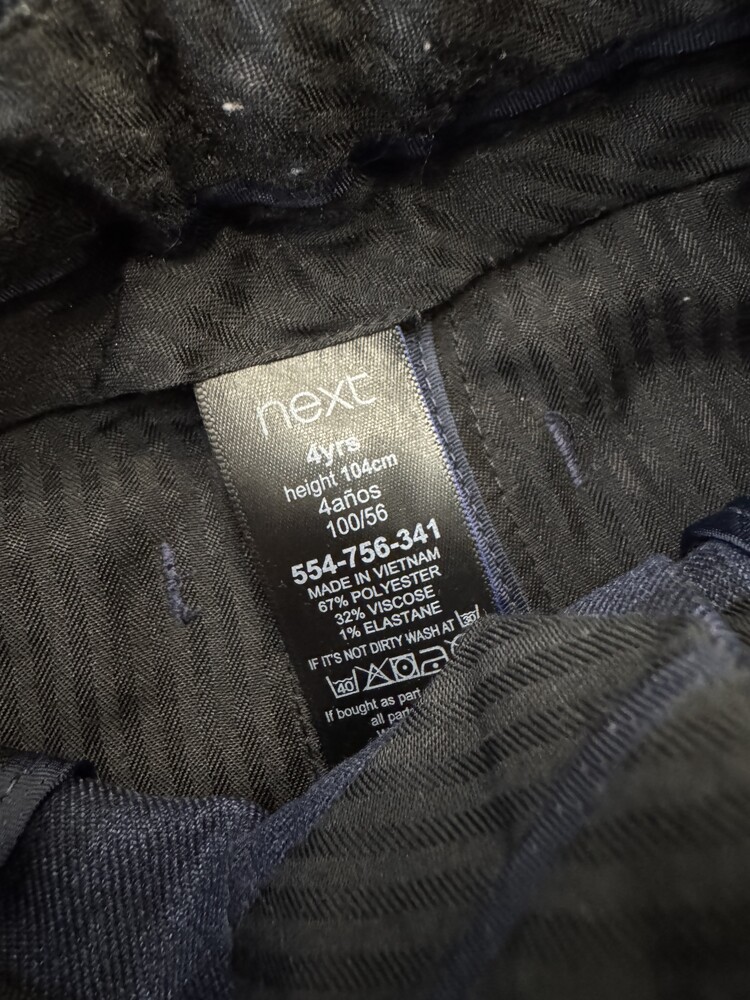 next
4yrs
height 104cm
4años
100/56
554-756-341
MADE IN VIETNAM
67% POLYESTER
32% VISCOSE
1% ELASTANE
IF IT'S NOT DIRTY WASH AT 30
40
If bought as part
all